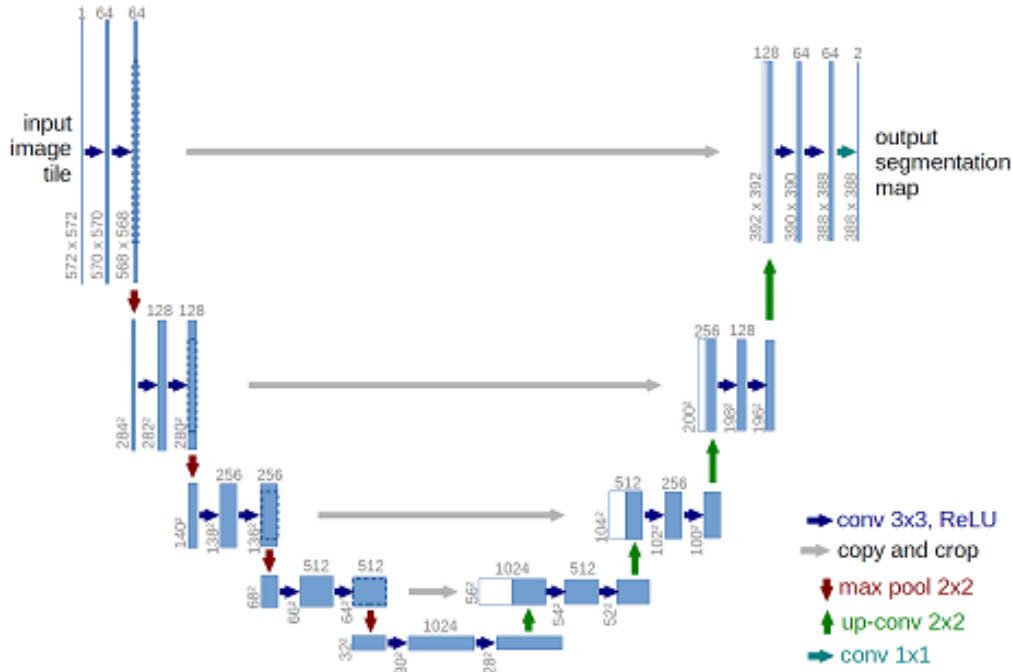 1 64 64
128 64 64 2
input
image
tile
output
segmentation
map
572 x 572
570 x 570
568 x 568
392 x 392
390 x 390
388 x 388
388 x 388
128 128
256 128
284²
282²
280²
200²
198²
196²
256 256
512 256
140²
138²
136²
104²
102²
100²
512 512
1024 512
68²
66²
64²
56²
54²
52²
1024
32²
30²
28²
conv 3x3, ReLU
copy and crop
max pool 2x2
up-conv 2x2
conv 1x1